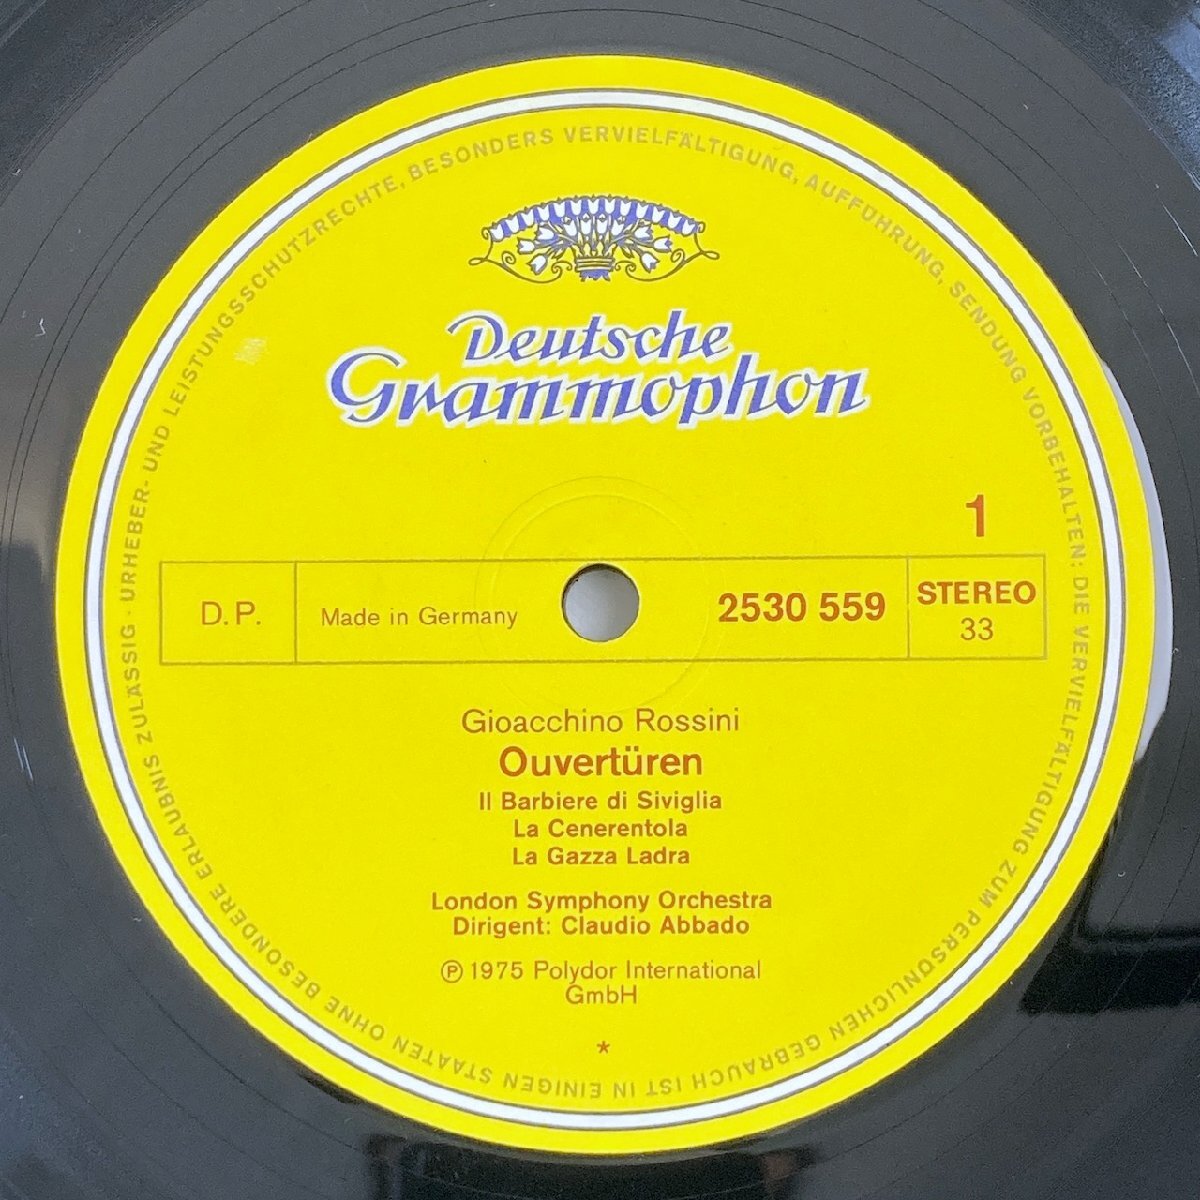 URHEBER- UND LEISTUNGSSCHUTZRECHTE, BESONDERS VERVIELFÄLTIGUNG, AUFFÜHRUNG, SENDUNG VORBEHALTEN; DIE VERVIELFÄLTIGUNG ZUM PERSÖNLICHEN GEBRAUCH IST IN EINIGEN STAATEN OHNE BESONDERE ERLAUBNIS ZULÄSSIG ·
Deutsche
Grammophon
1
D.P.
Made in Germany
2530 559
STEREO
33
Gioacchino Rossini
Ouvertüren
Il Barbiere di Siviglia
La Cenerentola
La Gazza Ladra
London Symphony Orchestra
Dirigent: Claudio Abbado
℗ 1975 Polydor International
GmbH
*